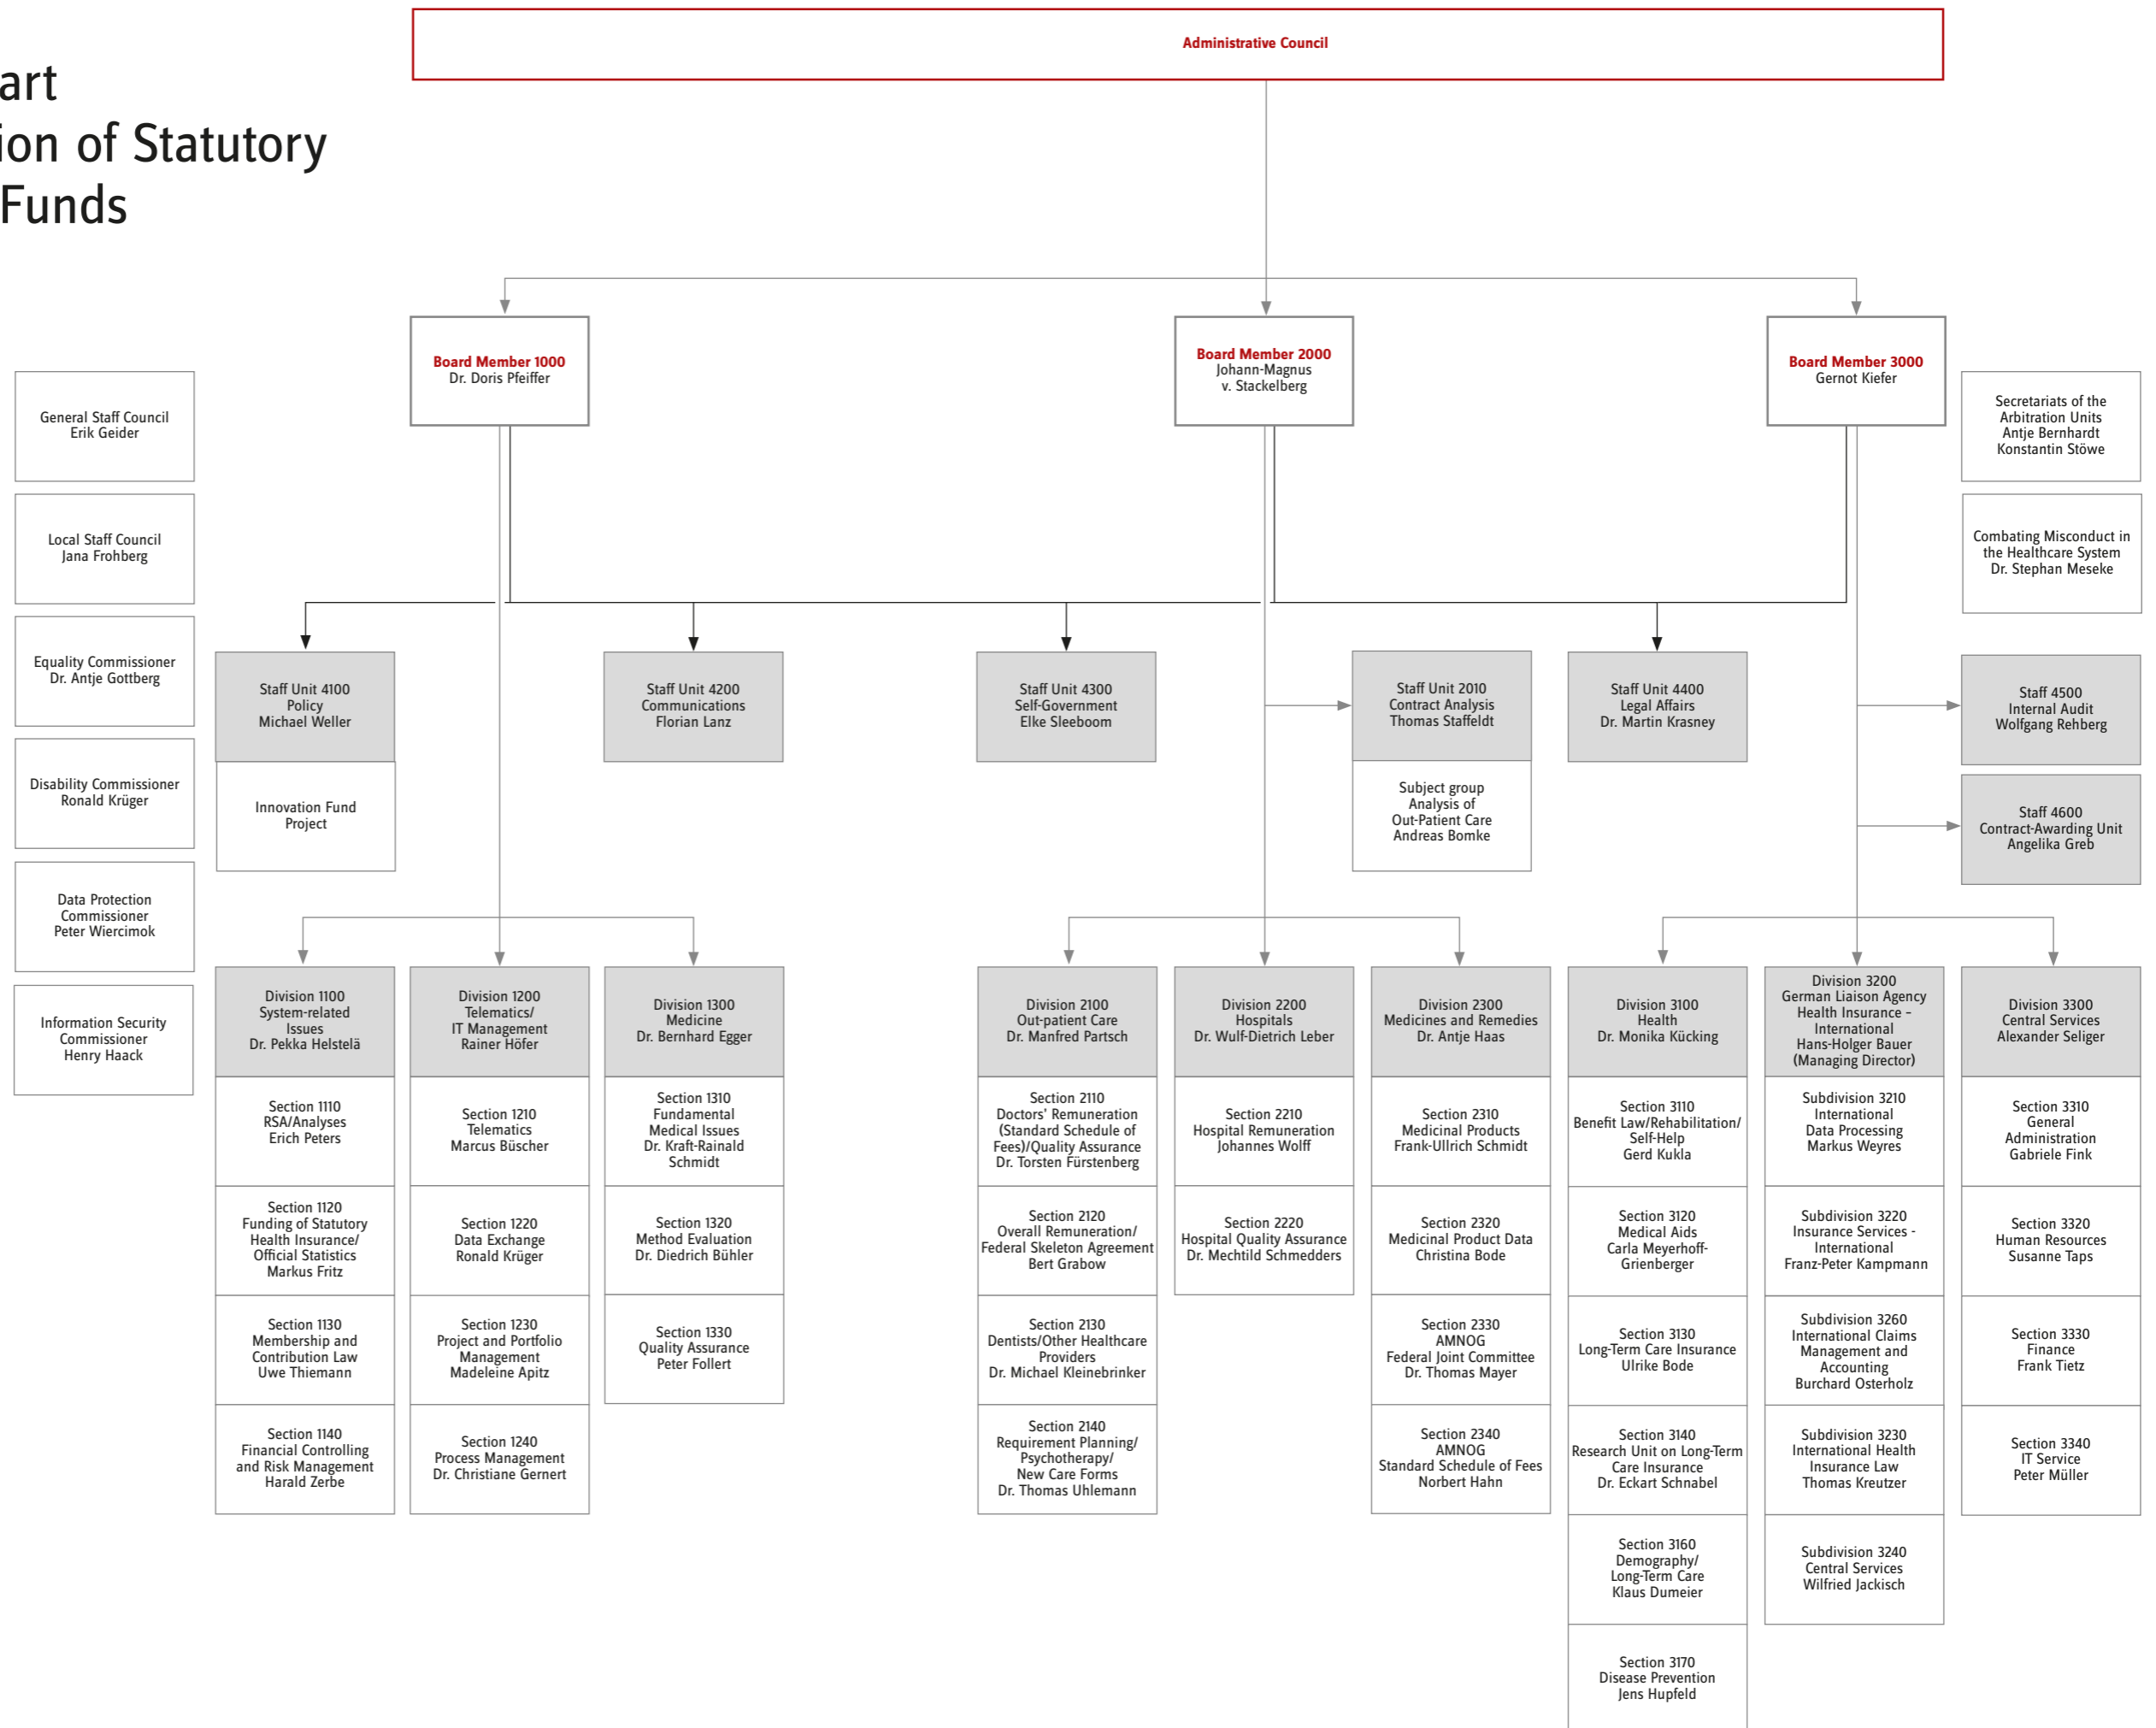 art
ion of Statutory
Funds
Administrative Council
Board Member 1000
Dr. Doris Pfeiffer
Board Member 2000
Johann-Magnus
v. Stackelberg
Board Member 3000
Gernot Kiefer
General Staff Council
Erik Geider
Local Staff Council
Jana Frohberg
Equality Commissioner
Dr. Antje Gottberg
Disability Commissioner
Ronald Krüger
Data Protection
Commissioner
Peter Wiercimok
Information Security
Commissioner
Henry Haack
Secretariats of the
Arbitration Units
Antje Bernhardt
Konstantin Stöwe
Combating Misconduct in
the Healthcare System
Dr. Stephan Meseke
Staff Unit 4100
Policy
Michael Weller
Innovation Fund
Project
Staff Unit 4200
Communications
Florian Lanz
Staff Unit 4300
Self-Government
Elke Sleeboom
Staff Unit 2010
Contract Analysis
Thomas Staffeldt
Subject group
Analysis of
Out-Patient Care
Andreas Bomke
Staff Unit 4400
Legal Affairs
Dr. Martin Krasney
Staff 4500
Internal Audit
Wolfgang Rehberg
Staff 4600
Contract-Awarding Unit
Angelika Greb
Division 1100
System-related
Issues
Dr. Pekka Helstelä
Section 1110
RSA/Analyses
Erich Peters
Section 1120
Funding of Statutory
Health Insurance/
Official Statistics
Markus Fritz
Section 1130
Membership and
Contribution Law
Uwe Thiemann
Section 1140
Financial Controlling
and Risk Management
Harald Zerbe
Division 1200
Telematics/
IT Management
Rainer Höfer
Section 1210
Telematics
Marcus Büscher
Section 1220
Data Exchange
Ronald Krüger
Section 1230
Project and Portfolio
Management
Madeleine Apitz
Section 1240
Process Management
Dr. Christiane Gernert
Division 1300
Medicine
Dr. Bernhard Egger
Section 1310
Fundamental
Medical Issues
Dr. Kraft-Rainald
Schmidt
Section 1320
Method Evaluation
Dr. Diedrich Bühler
Section 1330
Quality Assurance
Peter Follert
Division 2100
Out-patient Care
Dr. Manfred Partsch
Section 2110
Doctors' Remuneration
(Standard Schedule of
Fees)/Quality Assurance
Dr. Torsten Fürstenberg
Section 2120
Overall Remuneration/
Federal Skeleton Agreement
Bert Grabow
Section 2130
Dentists/Other Healthcare
Providers
Dr. Michael Kleinebrinker
Section 2140
Requirement Planning/
Psychotherapy/
New Care Forms
Dr. Thomas Uhlemann
Division 2200
Hospitals
Dr. Wulf-Dietrich Leber
Section 2210
Hospital Remuneration
Johannes Wolff
Section 2220
Hospital Quality Assurance
Dr. Mechtild Schmedders
Division 2300
Medicines and Remedies
Dr. Antje Haas
Section 2310
Medicinal Products
Frank-Ullrich Schmidt
Section 2320
Medicinal Product Data
Christina Bode
Section 2330
AMNOG
Federal Joint Committee
Dr. Thomas Mayer
Section 2340
AMNOG
Standard Schedule of Fees
Norbert Hahn
Division 3100
Health
Dr. Monika Kücking
Section 3110
Benefit Law/Rehabilitation/
Self-Help
Gerd Kukla
Section 3120
Medical Aids
Carla Meyerhoff-
Grienberger
Section 3130
Long-Term Care Insurance
Ulrike Bode
Section 3140
Research Unit on Long-Term
Care Insurance
Dr. Eckart Schnabel
Section 3160
Demography/
Long-Term Care
Klaus Dumeier
Section 3170
Disease Prevention
Jens Hupfeld
Division 3200
German Liaison Agency
Health Insurance –
International
Hans-Holger Bauer
(Managing Director)
Subdivision 3210
International
Data Processing
Markus Weyres
Subdivision 3220
Insurance Services -
International
Franz-Peter Kampmann
Subdivision 3260
International Claims
Management and
Accounting
Burchard Osterholz
Subdivision 3230
International Health
Insurance Law
Thomas Kreutzer
Subdivision 3240
Central Services
Wilfried Jackisch
Division 3300
Central Services
Alexander Seliger
Section 3310
General
Administration
Gabriele Fink
Section 3320
Human Resources
Susanne Taps
Section 3330
Finance
Frank Tietz
Section 3340
IT Service
Peter Müller